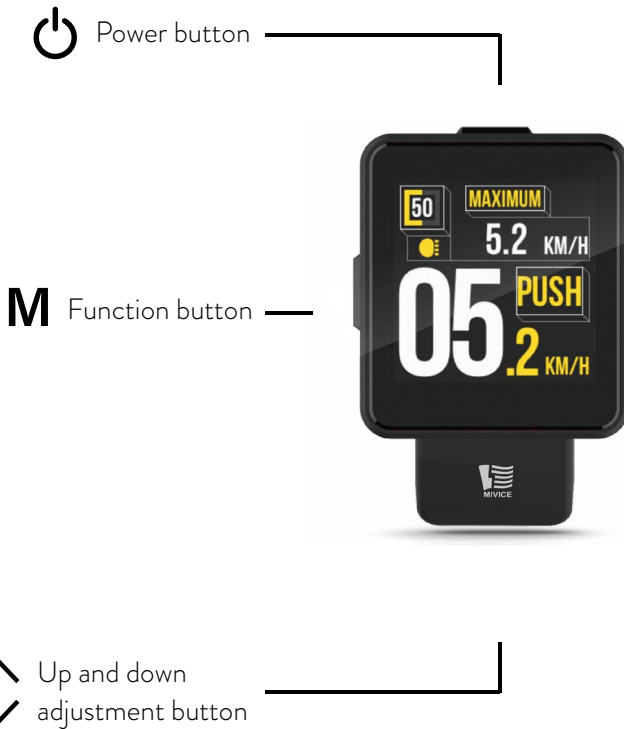 Power button
50
MAXIMUM
5.2 KM/H
M Function button
05.2 KM/H
PUSH
MIVICE
Up and down
adjustment button